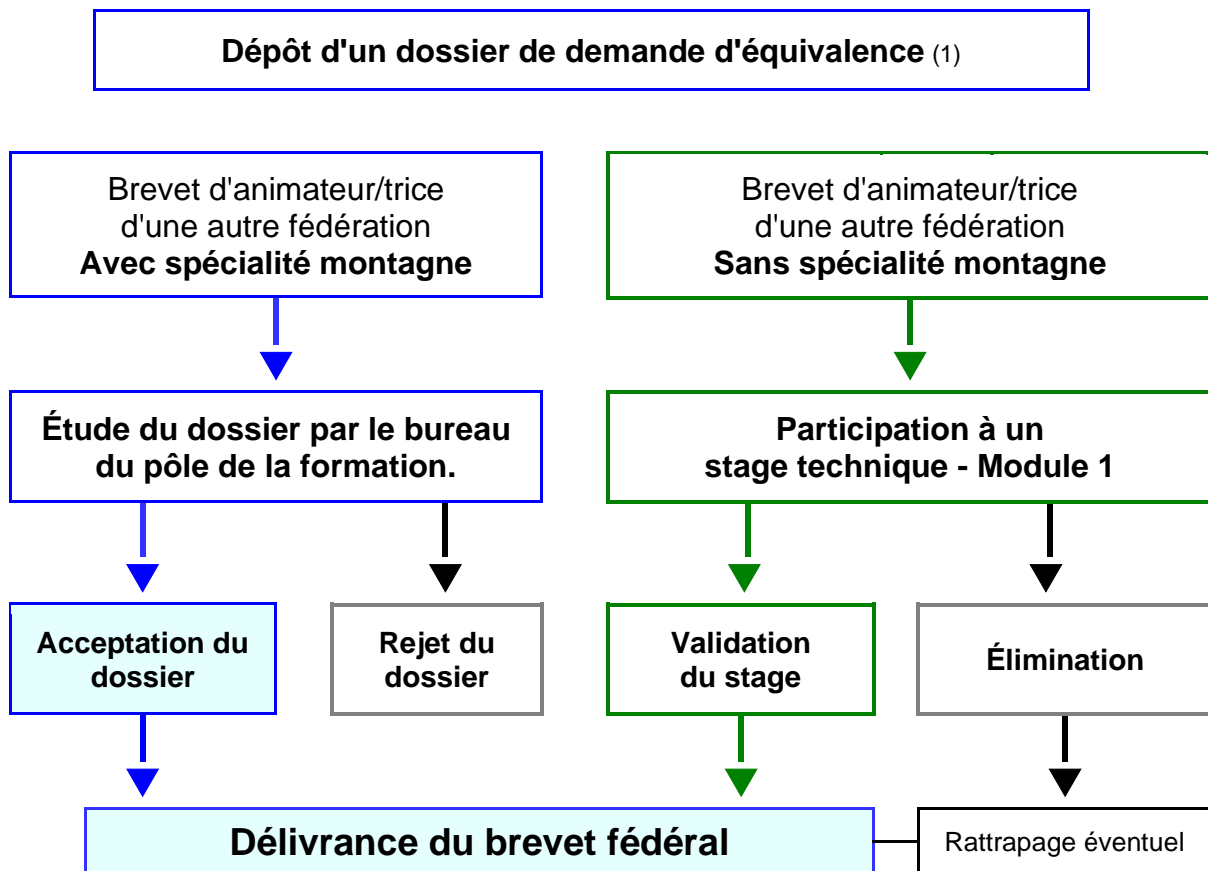 Dépôt d'un dossier de demande d'équivalence (1)
Brevet d'animateur/trice
d'une autre fédération
Avec spécialité montagne
Brevet d'animateur/trice
d'une autre fédération
Sans spécialité montagne
Étude du dossier par le bureau
du pôle de la formation.
Participation à un
stage technique - Module 1
Acceptation du
dossier
Rejet du
dossier
Validation
du stage
Élimination
Délivrance du brevet fédéral
Rattrapage éventuel